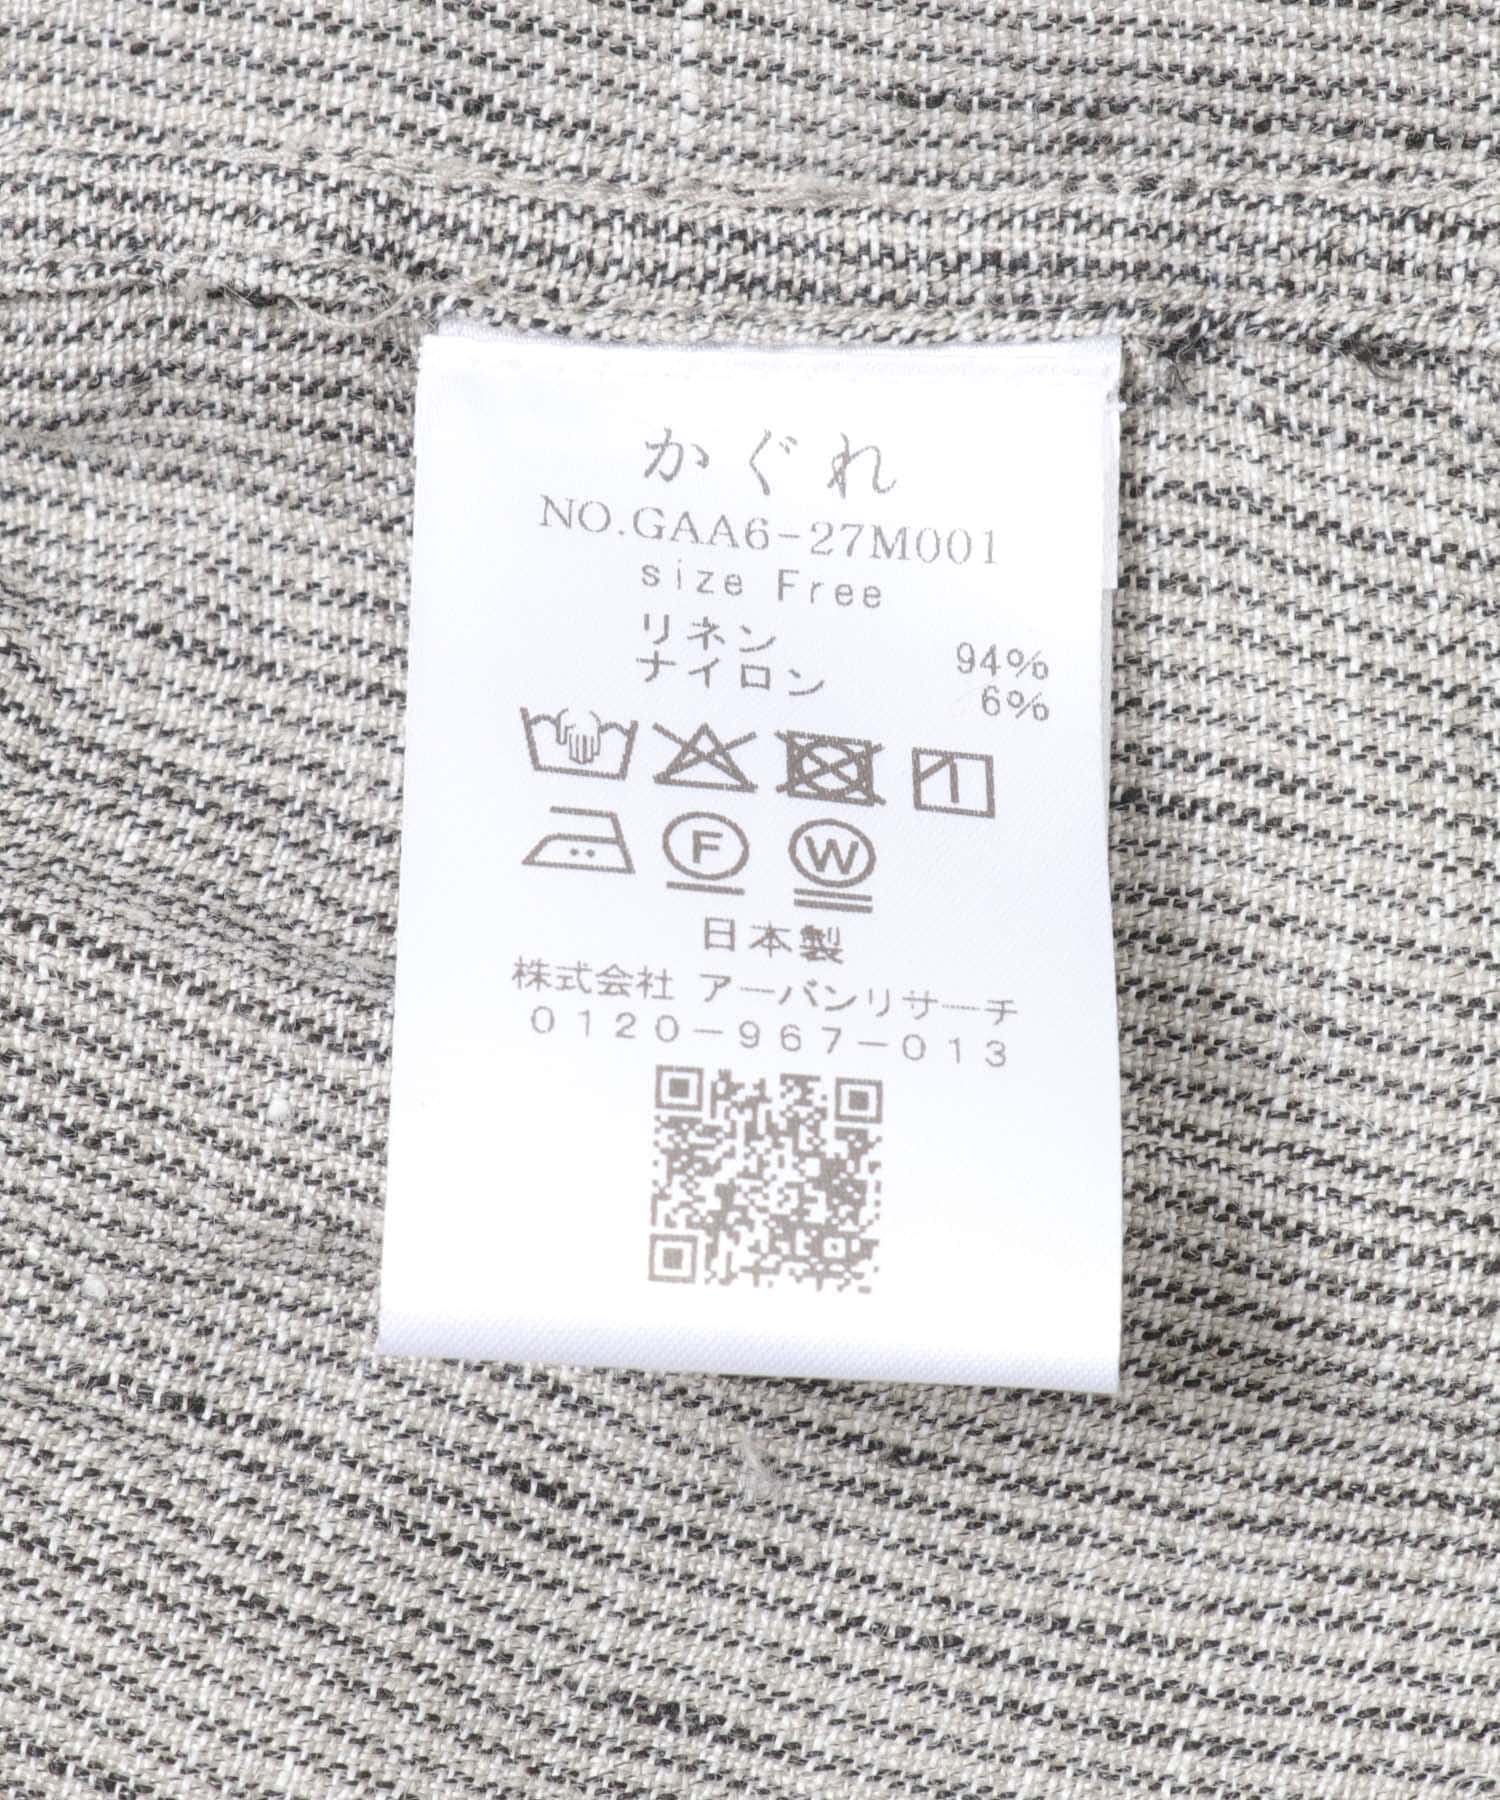 かぐれ
NO.GAA6-27M001
size Free
リネン 94%
ナイロン 6%
F W
日本製
株式会社 アーバンリサーチ
0120-967-013